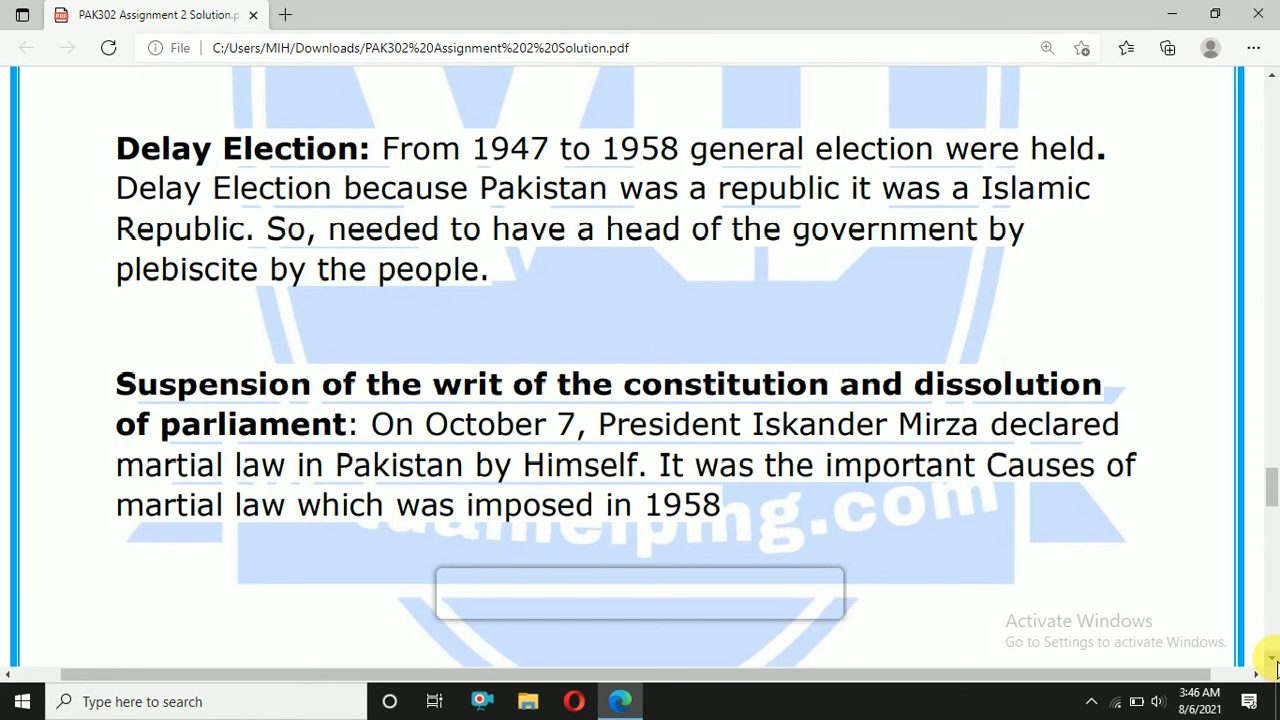 PAK302 Assignment 2 Solution.p
File C:/Users/MIH/Downloads/PAK302%20Assignment%202%20Solution.pdf
Delay Election: From 1947 to 1958 general election were held.
Delay Election because Pakistan was a republic it was a Islamic
Republic. So, needed to have a head of the government by
plebiscite by the people.
Suspension of the writ of the constitution and dissolution
of parliament: On October 7, President Iskander Mirza declared
martial law in Pakistan by Himself. It was the important Causes of
martial law which was imposed in 1958
Activate Windows
Go to Settings to activate Windows.
Type here to search
3:46 AM
8/6/2021